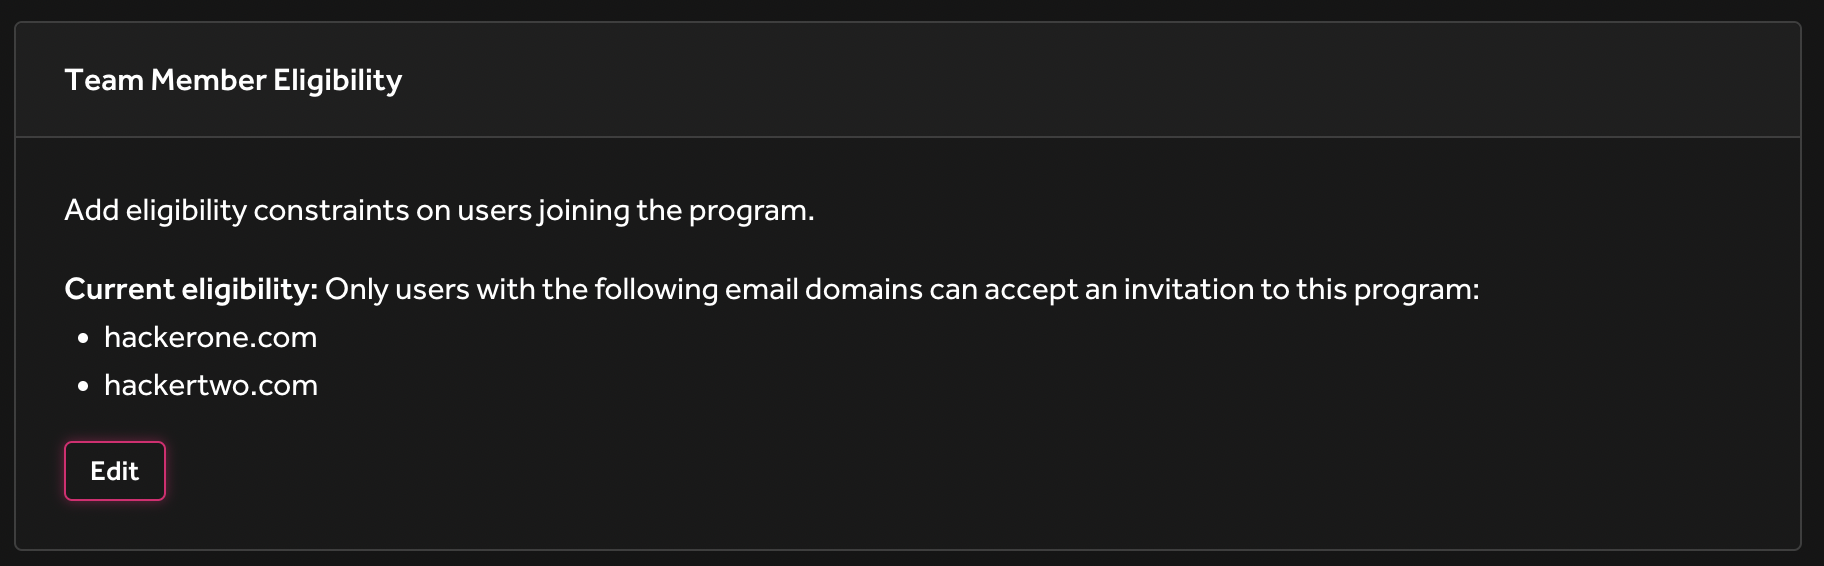 Team Member Eligibility
Add eligibility constraints on users joining the program.
Current eligibility: Only users with the following email domains can accept an invitation to this program:
• hackerone.com
• hackertwo.com
Edit